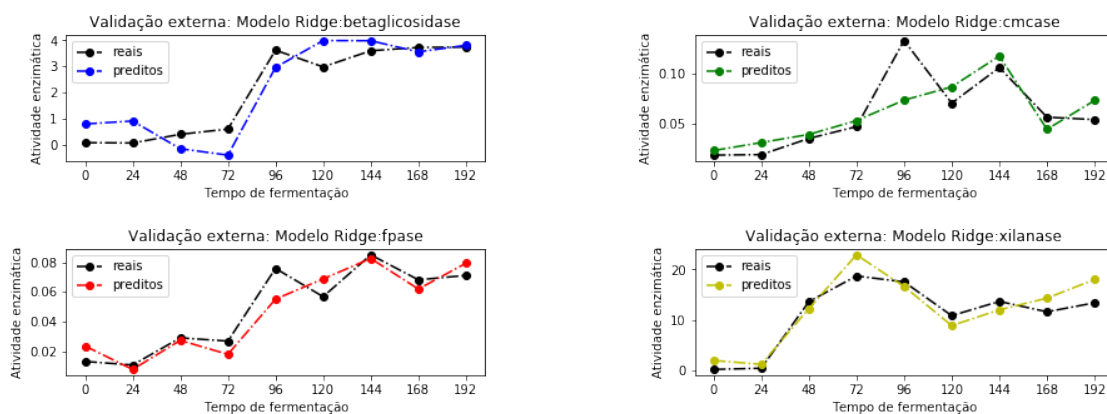 Validação externa: Modelo Ridge:betaglicosidase
Atividade enzimática
4
3
2
1
0
reais
preditos
0 24 48 72 96 120 144 168 192
Tempo de fermentação
Validação externa: Modelo Ridge:cmcase
Atividade enzimática
0.10
0.05
reais
preditos
0 24 48 72 96 120 144 168 192
Tempo de fermentação
Validação externa: Modelo Ridge:fpase
Atividade enzimática
0.08
0.06
0.04
0.02
reais
preditos
0 24 48 72 96 120 144 168 192
Tempo de fermentação
Validação externa: Modelo Ridge:xilanase
Atividade enzimática
20
10
0
reais
preditos
0 24 48 72 96 120 144 168 192
Tempo de fermentação